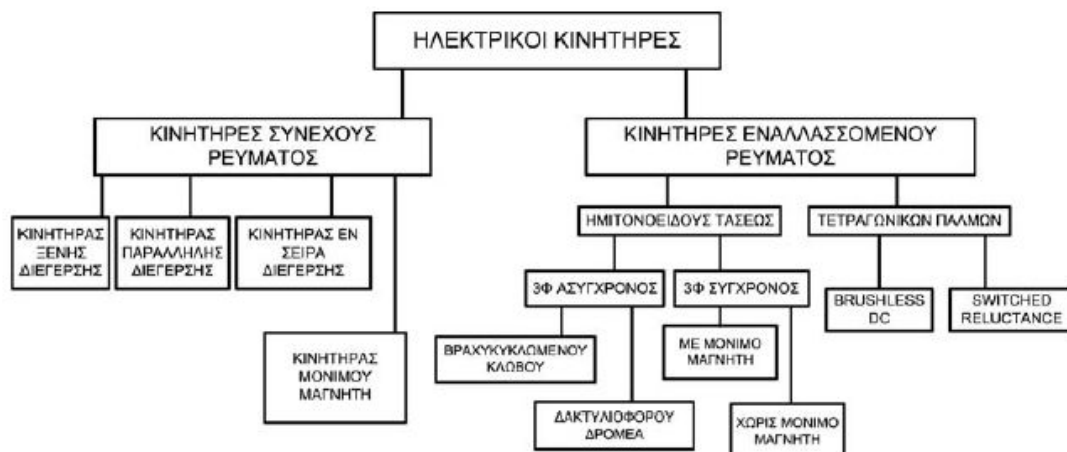 ΗΛΕΚΤΡΙΚΟΙ ΚΙΝΗΤΗΡΕΣ
ΚΙΝΗΤΗΡΕΣ ΣΥΝΕΧΟΥΣ
ΡΕΥΜΑΤΟΣ
ΚΙΝΗΤΗΡΕΣ ΕΝΑΛΛΑΣΣΟΜΕΝΟΥ
ΡΕΥΜΑΤΟΣ
ΚΙΝΗΤΗΡΑΣ
ΞΕΝΗΣ
ΔΙΕΓΕΡΣΗΣ
ΚΙΝΗΤΗΡΑΣ
ΠΑΡΑΛΛΗΛΗΣ
ΔΙΕΓΕΡΣΗΣ
ΚΙΝΗΤΗΡΑΣ ΕΝ
ΣΕΙΡΑ
ΔΙΕΓΕΡΣΗΣ
ΚΙΝΗΤΗΡΑΣ
ΜΟΝΙΜΟΥ
ΜΑΓΝΗΤΗ
ΗΜΙΤΟΝΟΕΙΔΟΥΣ ΤΑΣΕΩΣ
ΤΕΤΡΑΓΩΝΙΚΩΝ ΠΑΛΜΩΝ
3Φ ΑΣΥΓΧΡΟΝΟΣ
3Φ ΣΥΓΧΡΟΝΟΣ
BRUSHLESS
DC
SWITCHED
RELUCTANCE
ΒΡΑΧΥΚΥΚΛΩΜΕΝΟΥ
ΚΛΩΒΟΥ
ΜΕ ΜΟΝΙΜΟ
ΜΑΓΝΗΤΗ
ΔΑΚΤΥΛΙΟΦΟΡΟΥ
ΔΡΟΜΕΑ
ΧΩΡΙΣ ΜΟΝΙΜΟ
ΜΑΓΝΗΤΗ